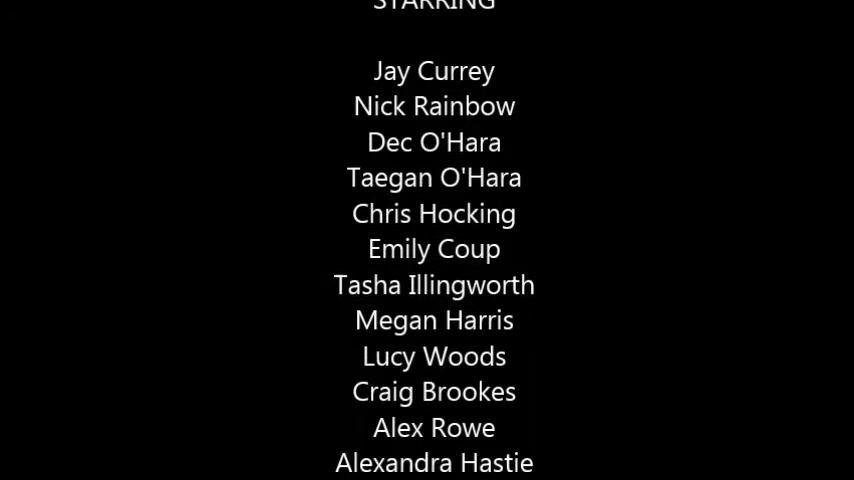 STARRING
Jay Currey
Nick Rainbow
Dec O'Hara
Taegan O'Hara
Chris Hocking
Emily Coup
Tasha Illingworth
Megan Harris
Lucy Woods
Craig Brookes
Alex Rowe
Alexandra Hastie